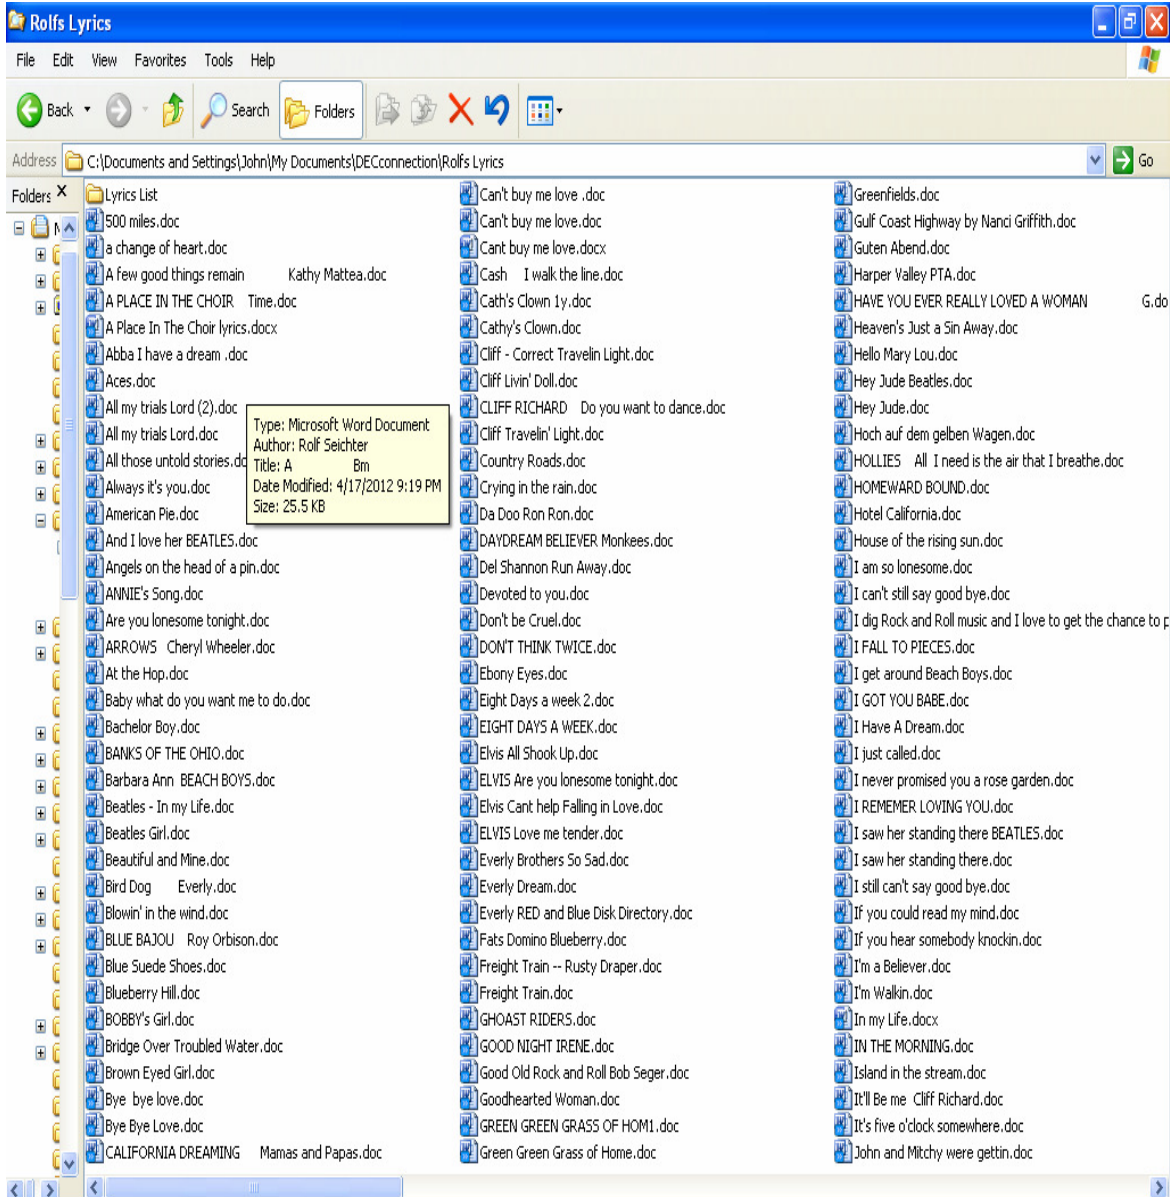 Rolfs Lyrics
File Edit View Favorites Tools Help
Back Search Folders
Address C:\Documents and Settings\John\My Documents\DECconnection\Rolfs Lyrics Go
Folders X
Lyrics List
500 miles.doc
a change of heart.doc
A few good things remain Kathy Mattea.doc
A PLACE IN THE CHOIR Time.doc
A Place In The Choir lyrics.docx
Abba I have a dream .doc
Aces.doc
All my trials Lord (2).doc
All my trials Lord.doc
All those untold stories.dc
Always it's you.doc
American Pie.doc
And I love her BEATLES.doc
Angels on the head of a pin.doc
ANNIE's Song.doc
Are you lonesome tonight.doc
ARROWS Cheryl Wheeler.doc
At the Hop.doc
Baby what do you want me to do.doc
Bachelor Boy.doc
BANKS OF THE OHIO.doc
Barbara Ann BEACH BOYS.doc
Beatles - In my Life.doc
Beatles Girl.doc
Beautiful and Mine.doc
Bird Dog Everly.doc
Blowin' in the wind.doc
BLUE BAJOU Roy Orbison.doc
Blue Suede Shoes.doc
Blueberry Hill.doc
BOBBY's Girl.doc
Bridge Over Troubled Water.doc
Brown Eyed Girl.doc
Bye bye love.doc
Bye Bye Love.doc
CALIFORNIA DREAMING Mamas and Papas.doc
Type: Microsoft Word Document
Author: Rolf Seichter
Title: A Bm
Date Modified: 4/17/2012 9:19 PM
Size: 25.5 KB
Can't buy me love .doc
Can't buy me love.doc
Cant buy me love.docx
Cash I walk the line.doc
Cath's Clown 1y.doc
Cathy's Clown.doc
Cliff - Correct Travelin Light.doc
Cliff Livin' Doll.doc
CLIFF RICHARD Do you want to dance.doc
Cliff Travelin' Light.doc
Country Roads.doc
Crying in the rain.doc
Da Doo Ron Ron.doc
DAYDREAM BELIEVER Monkees.doc
Del Shannon Run Away.doc
Devoted to you.doc
Don't be Cruel.doc
DON'T THINK TWICE.doc
Ebony Eyes.doc
Eight Days a week 2.doc
EIGHT DAYS A WEEK.doc
Elvis All Shook Up.doc
ELVIS Are you lonesome tonight.doc
Elvis Cant help Falling in Love.doc
ELVIS Love me tender.doc
Everly Brothers So Sad.doc
Everly Dream.doc
Everly RED and Blue Disk Directory.doc
Fats Domino Blueberry.doc
Freight Train -- Rusty Draper.doc
Freight Train.doc
GHOAST RIDERS.doc
GOOD NIGHT IRENE.doc
Good Old Rock and Roll Bob Seger.doc
Goodhearted Woman.doc
GREEN GREEN GRASS OF HOM1.doc
Green Green Grass of Home.doc
Greenfields.doc
Gulf Coast Highway by Nanci Griffith.doc
Guten Abend.doc
Harper Valley PTA.doc
HAVE YOU EVER REALLY LOVED A WOMAN G.do
Heaven's Just a Sin Away.doc
Hello Mary Lou.doc
Hey Jude Beatles.doc
Hey Jude.doc
Hoch auf dem gelben Wagen.doc
HOLLIES All I need is the air that I breathe.doc
HOMEWARD BOUND.doc
Hotel California.doc
House of the rising sun.doc
I am so lonesome.doc
I can't still say good bye.doc
I dig Rock and Roll music and I love to get the chance to p
I FALL TO PIECES.doc
I get around Beach Boys.doc
I GOT YOU BABE.doc
I Have A Dream.doc
I just called.doc
I never promised you a rose garden.doc
I REMEMER LOVING YOU.doc
I saw her standing there BEATLES.doc
I saw her standing there.doc
I still can't say good bye.doc
If you could read my mind.doc
If you hear somebody knockin.doc
I'm a Believer.doc
I'm Walkin.doc
In my Life.docx
IN THE MORNING.doc
Island in the stream.doc
It'll Be me Cliff Richard.doc
It's five o'clock somewhere.doc
John and Mitchy were gettin.doc